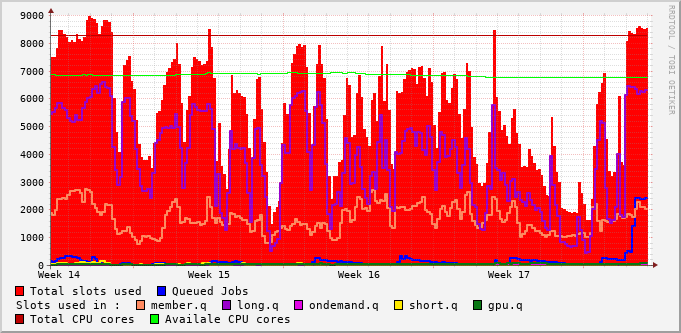 9000
8000
7000
6000
5000
4000
3000
2000
1000
0
Week 14 Week 15 Week 16 Week 17
Total slots used Queued Jobs
Slots used in : member.q long.q ondemand.q short.q gpu.q
Total CPU cores Availale CPU cores
RRDTOOL / TOBI OETIKER